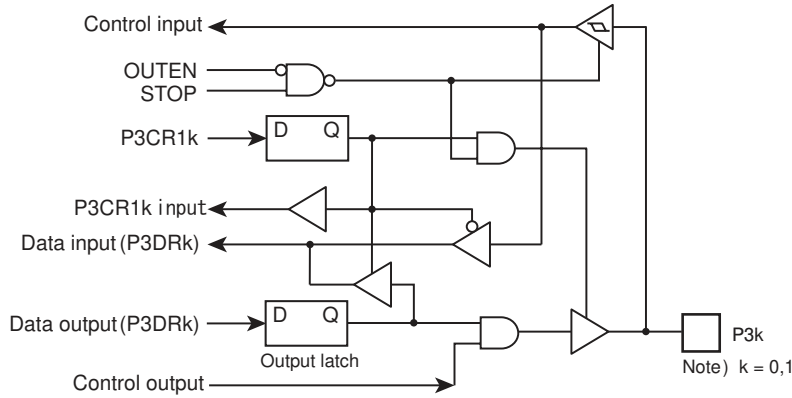 Control input
OUTEN
STOP
P3CR1k
D Q
P3CR1k input
Data input (P3DRk)
Data output (P3DRk)
D Q
Output latch
Control output
P3k
Note) k = 0,1